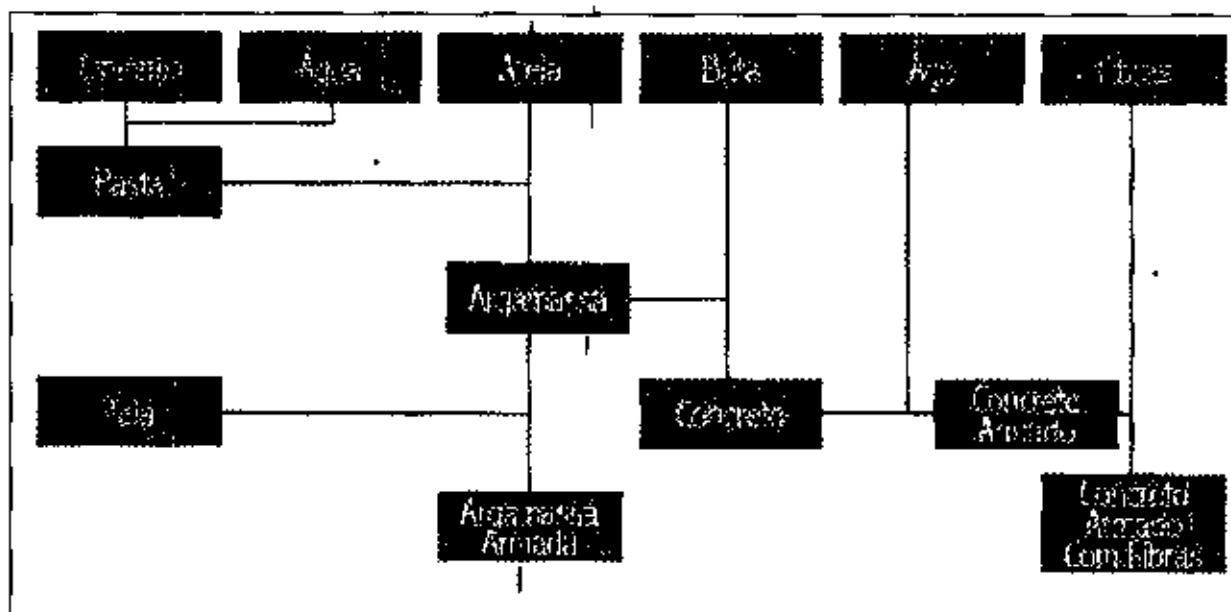 Cimento
Água
Areia
Brita
Aço
Fibras
Pasta
Argamassa
Tela
Concreto
Concreto
Armado
Argamassa
Armada
Concreto
Armado
Com Fibras